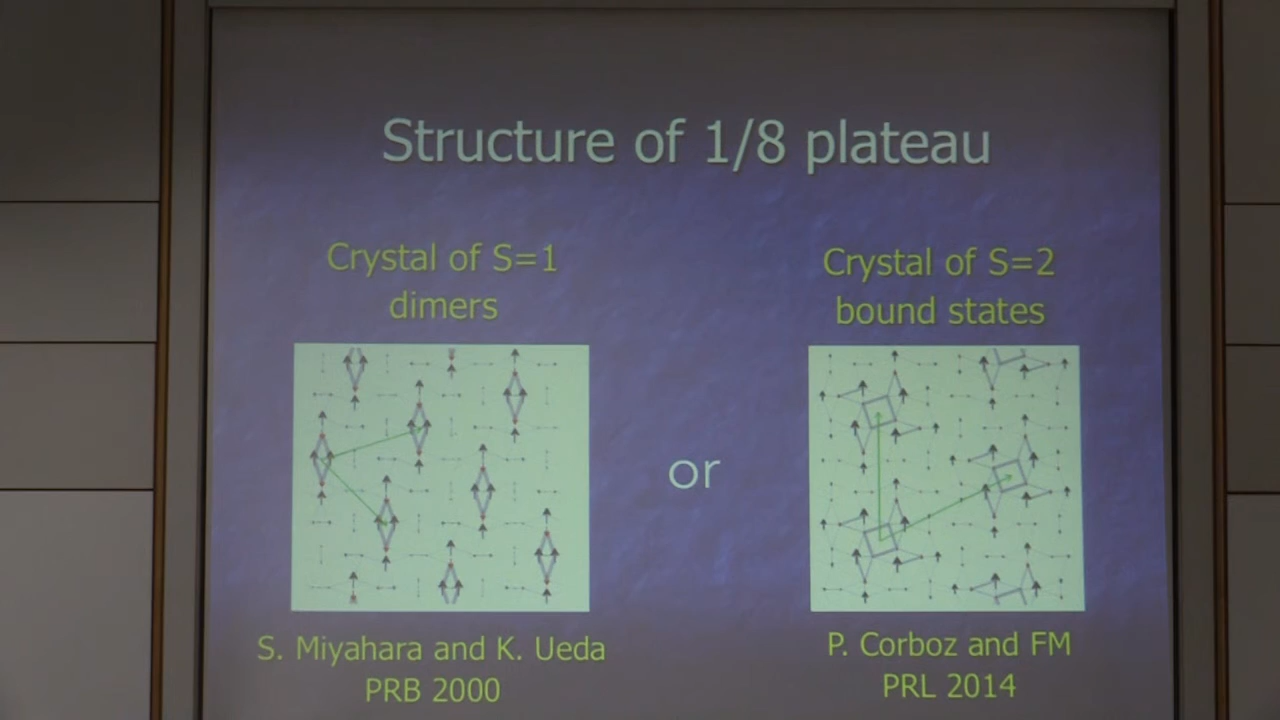 Structure of 1/8 plateau
Crystal of S=1
dimers
Crystal of S=2
bound states
or
S. Miyahara and K. Ueda
PRB 2000
P. Corboz and FM
PRL 2014